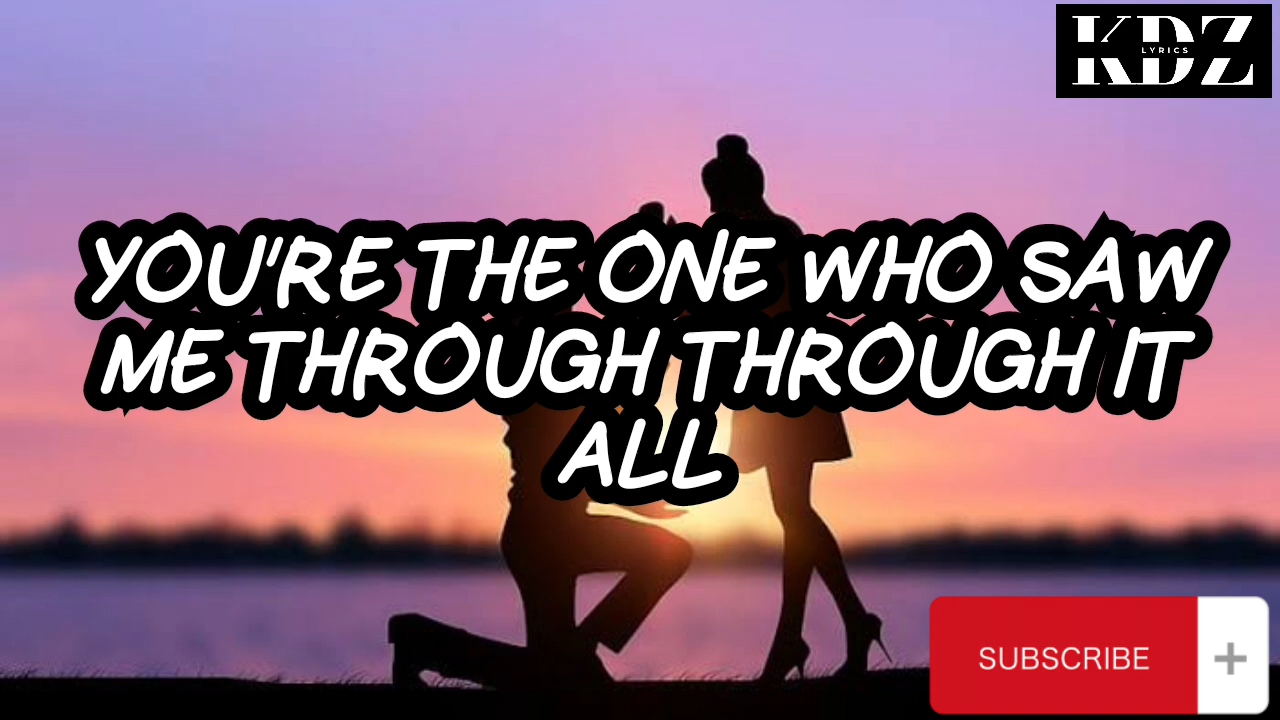 KDZ
LYRICS
YOU'RE THE ONE WHO SAW
ME THROUGH THROUGH IT
ALL
SUBSCRIBE +